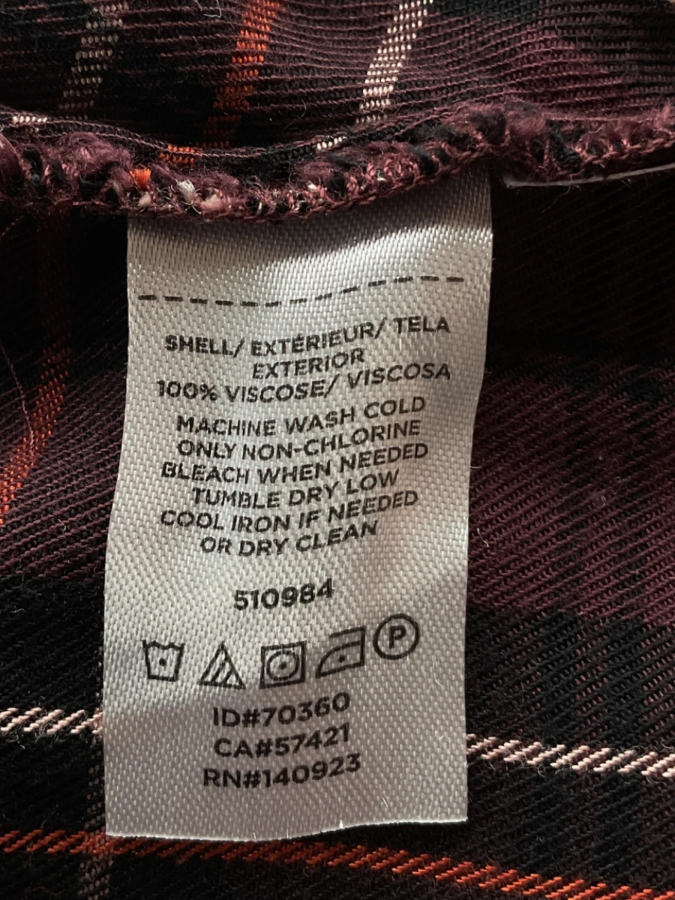 SHELL/ EXTÉRIEUR/ TELA
EXTERIOR
100% VISCOSE/ VISCOSA
MACHINE WASH COLD
ONLY NON-CHLORINE
BLEACH WHEN NEEDED
TUMBLE DRY LOW
COOL IRON IF NEEDED
OR DRY CLEAN
510984
P
ID#70360
CA#57421
RN#140923